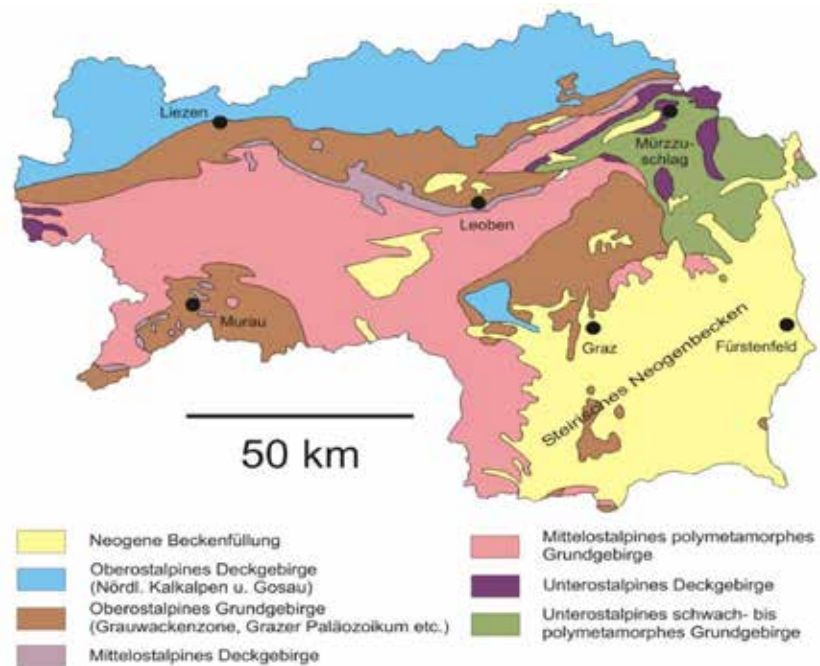 Liezen
Mürzzu-
schlag
Leoben
Murau
Graz
Fürstenfeld
Steirisches Neogenbecken
50 km
Neogene Beckenfüllung
Oberostalpines Deckgebirge
(Nördl. Kalkalpen u. Gosau)
Oberostalpines Grundgebirge
(Grauwackenzone, Grazer Paläozoikum etc.)
Mittelostalpines Deckgebirge
Mittelostalpines polymetamorphes
Grundgebirge
Unterostalpines Deckgebirge
Unterostalpines schwach- bis
polymetamorphes Grundgebirge